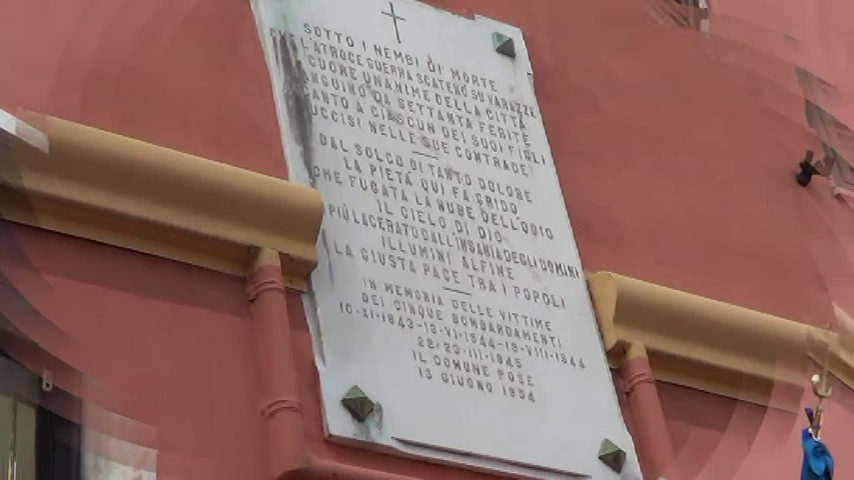 SOTTO I NEMBI DI MORTE
CHE L'ATROCE GUERRA SCATENÒ SU VARAZZE
IL CUORE UNANIME DELLA CITTÀ
SANGUINÒ DA SETTANTA FERITE
QUANTO A CIASCUN DEI SUOI FIGLI
UCCISI NELLE SUE CONTRADE
DAL SOLCO DI TANTO DOLORE
LA PIETÀ QUI FA GRIDO
CHE FUGATA LA NUBE DELL'ODIO
IL CIELO DI DIO
PIÙ LACERATO DALL'INSANIA DEGLI UOMINI
ILLUMINI ALFINE
LA GIUSTA PACE TRA I POPOLI
IN MEMORIA DELLE VITTIME
DEI CINQUE BOMBARDAMENTI
10-XI-1943-13-VI-1944-13-VIII-1944
22/23-III-1945
IL COMUNE POSE
13 GIUGNO 1954